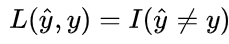 L(ŷ, y) = I(ŷ ≠ y)